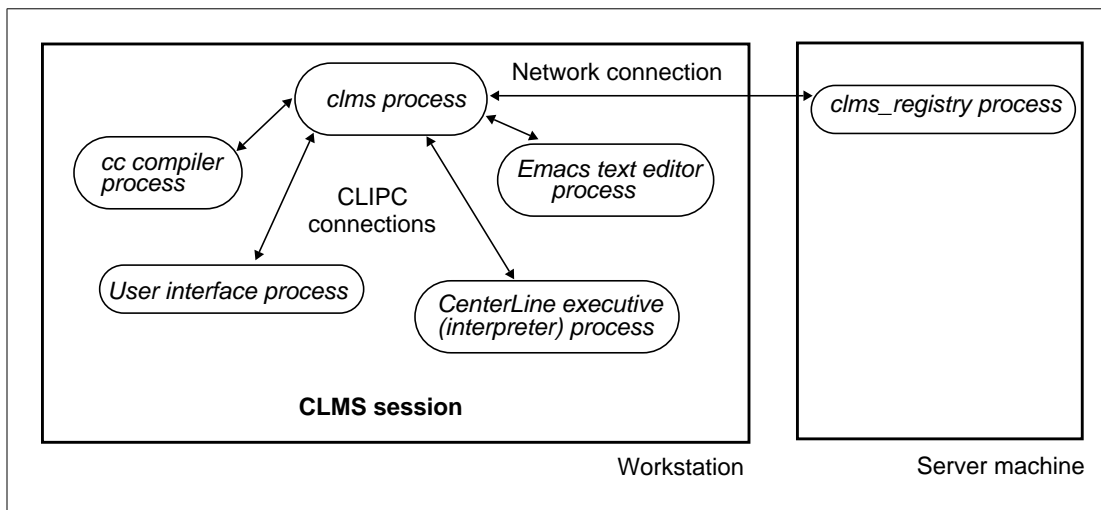 Network connection
clms process
clms_registry process
cc compiler
process
Emacs text editor
process
CLIPC
connections
User interface process
CenterLine executive
(interpreter) process
CLMS session
Workstation
Server machine